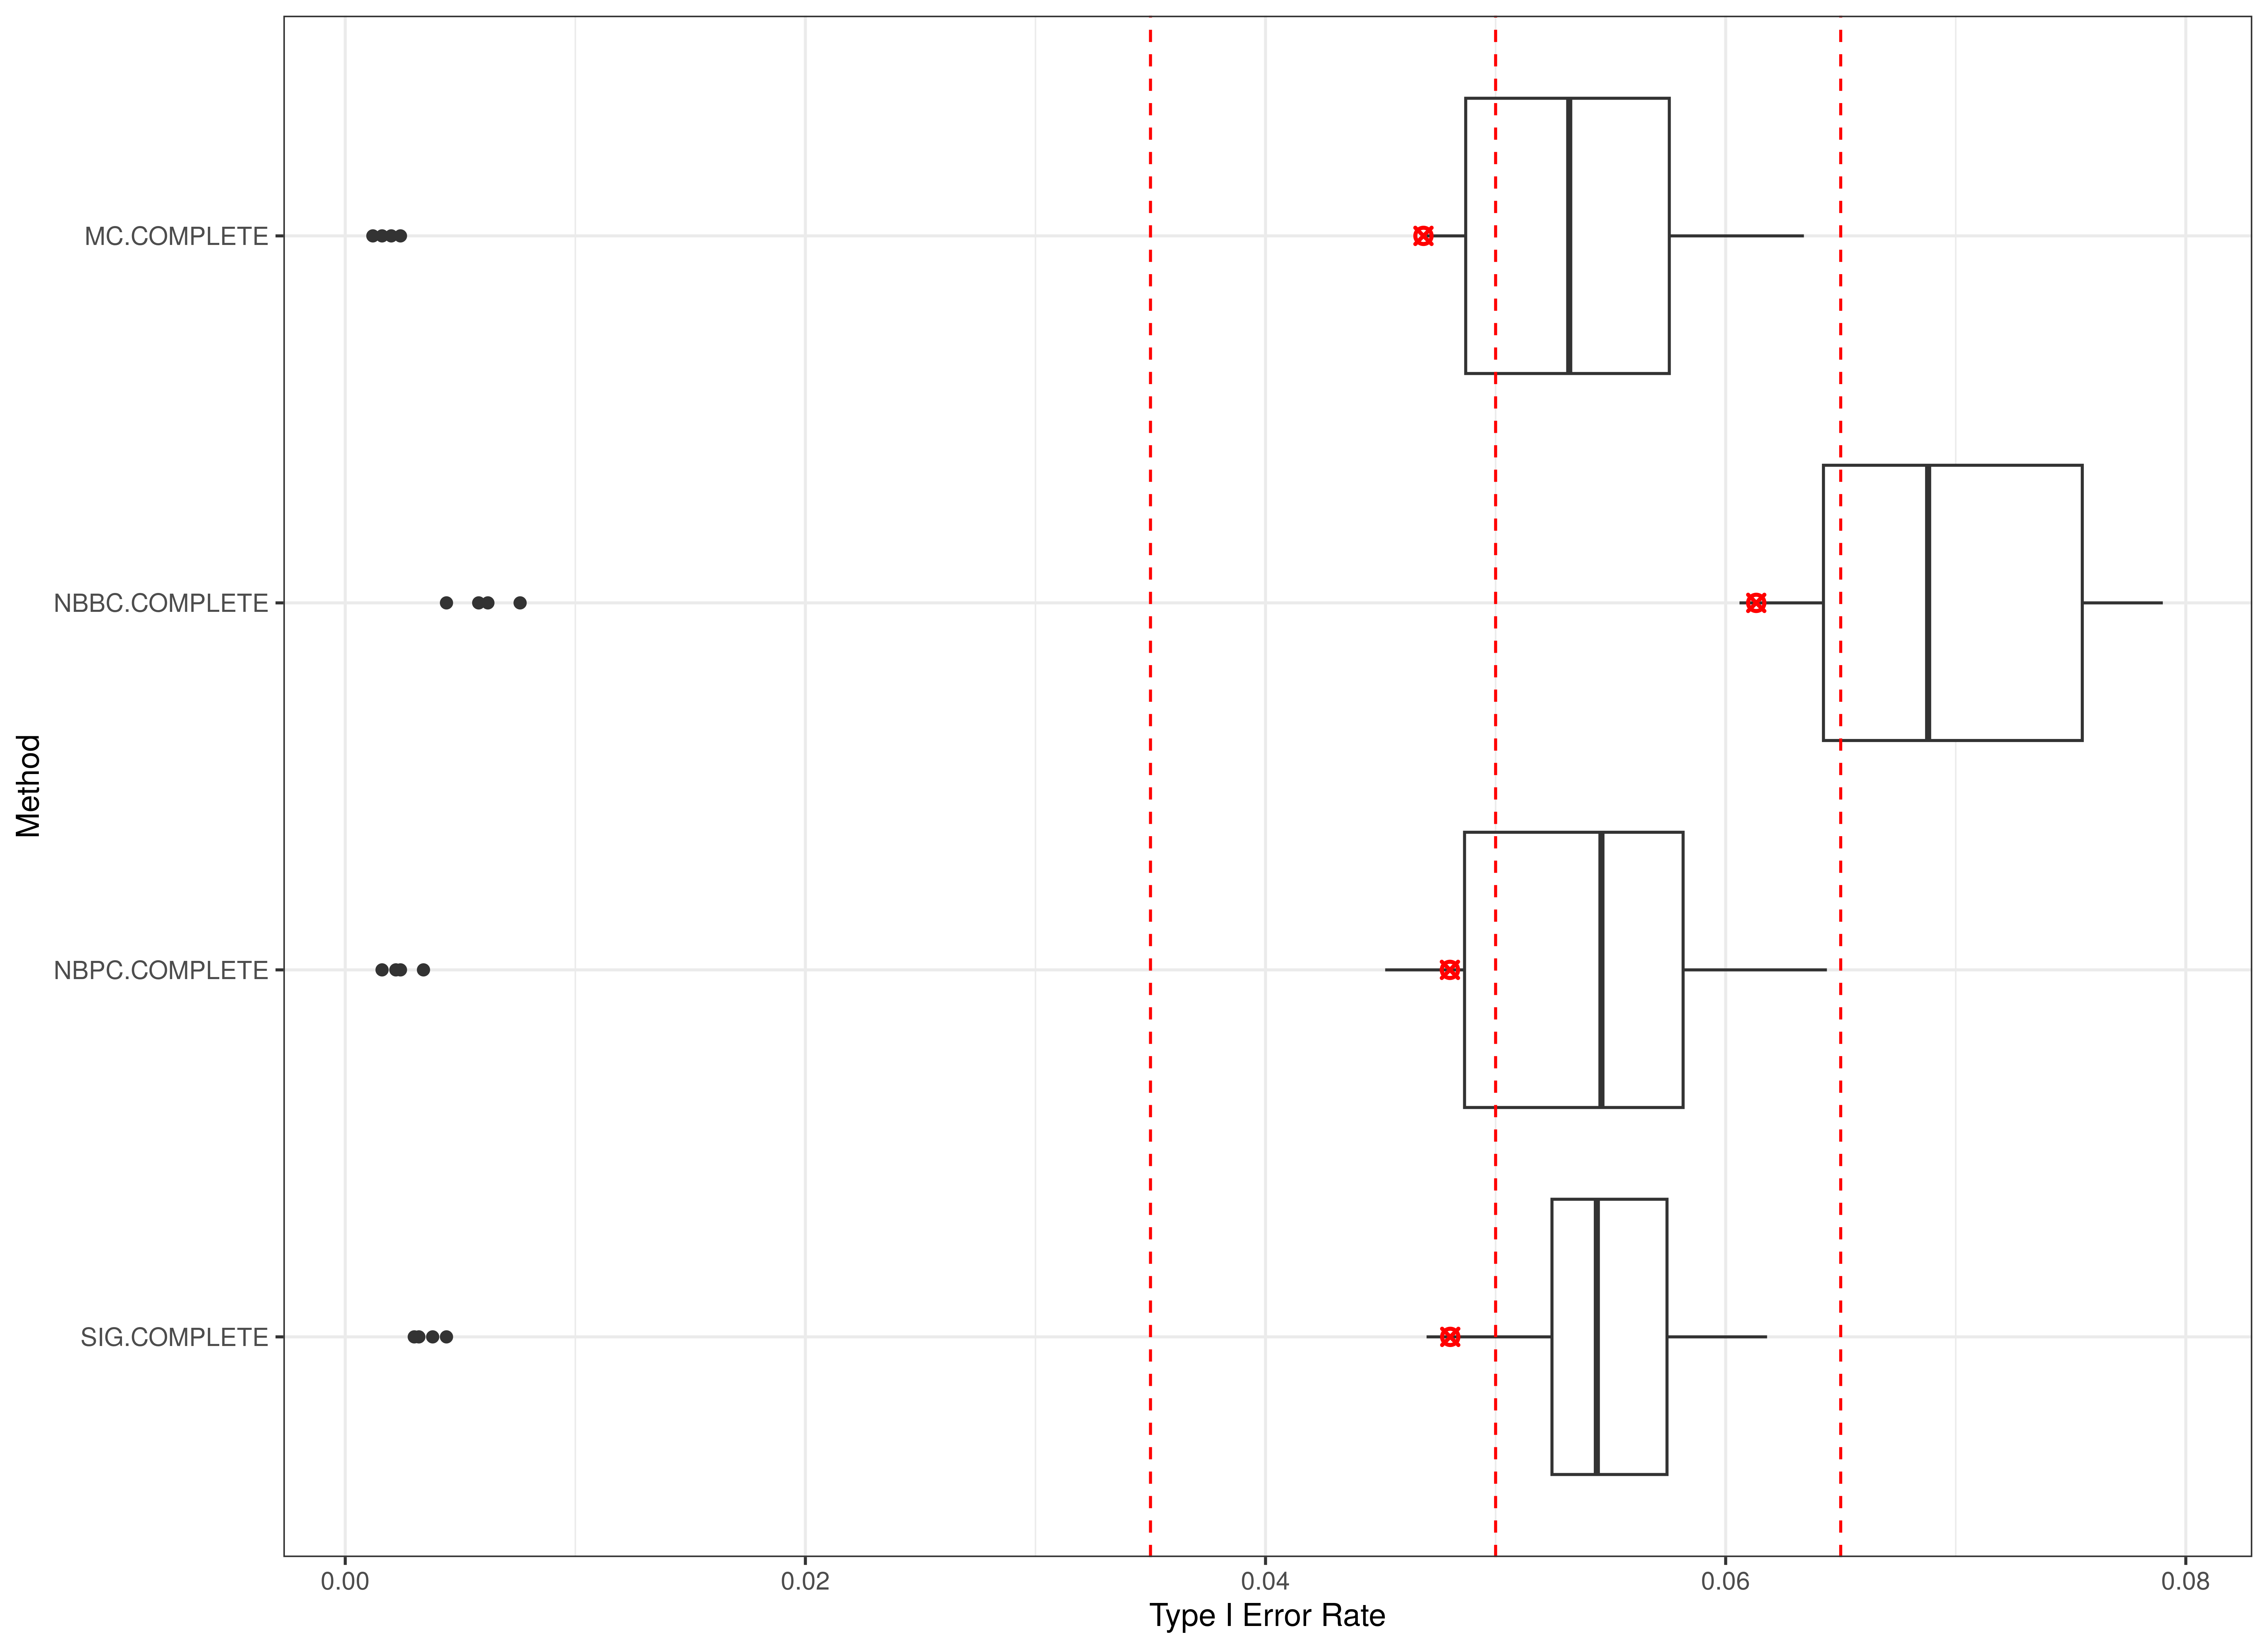 MC.COMPLETE
NBBC.COMPLETE
NBPC.COMPLETE
SIG.COMPLETE
Method
0.00 0.02 0.04 0.06 0.08
Type I Error Rate